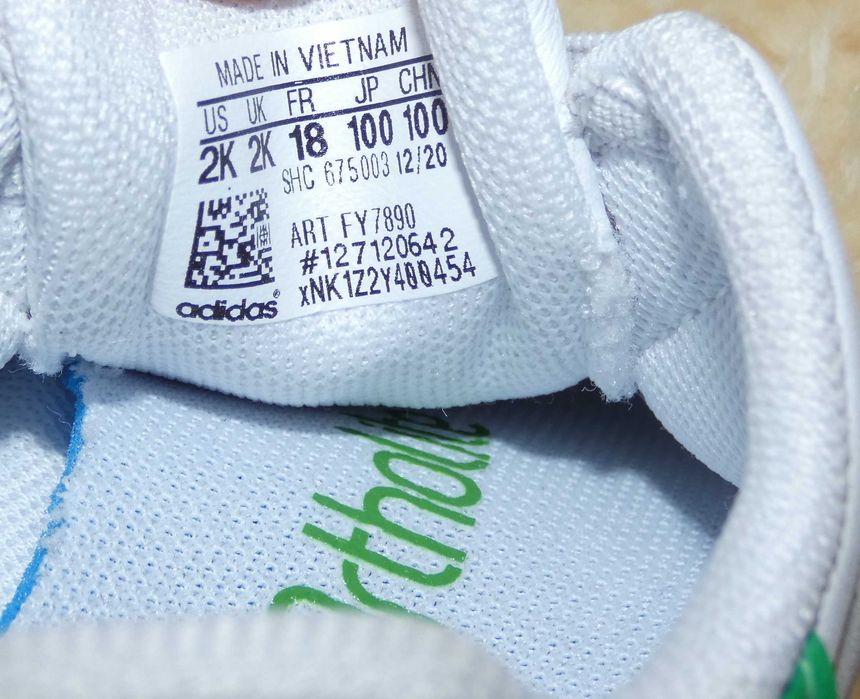 MADE IN VIETNAM
US UK FR JP CHN
2K 2K 18 100 100
SHC 675003 12/20
ART FY7890
#127120642
xNK1Z2Y400454
adidas®
ortholite